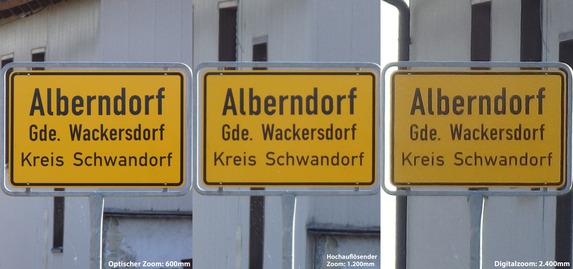 Alberndorf
Gde. Wackersdorf
Kreis Schwandorf
Optischer Zoom: 600mm
Alberndorf
Gde. Wackersdorf
Kreis Schwandorf
Hochauflösender
Zoom: 1.200mm
Alberndorf
Gde. Wackersdorf
Kreis Schwandorf
Digitalzoom: 2.400mm